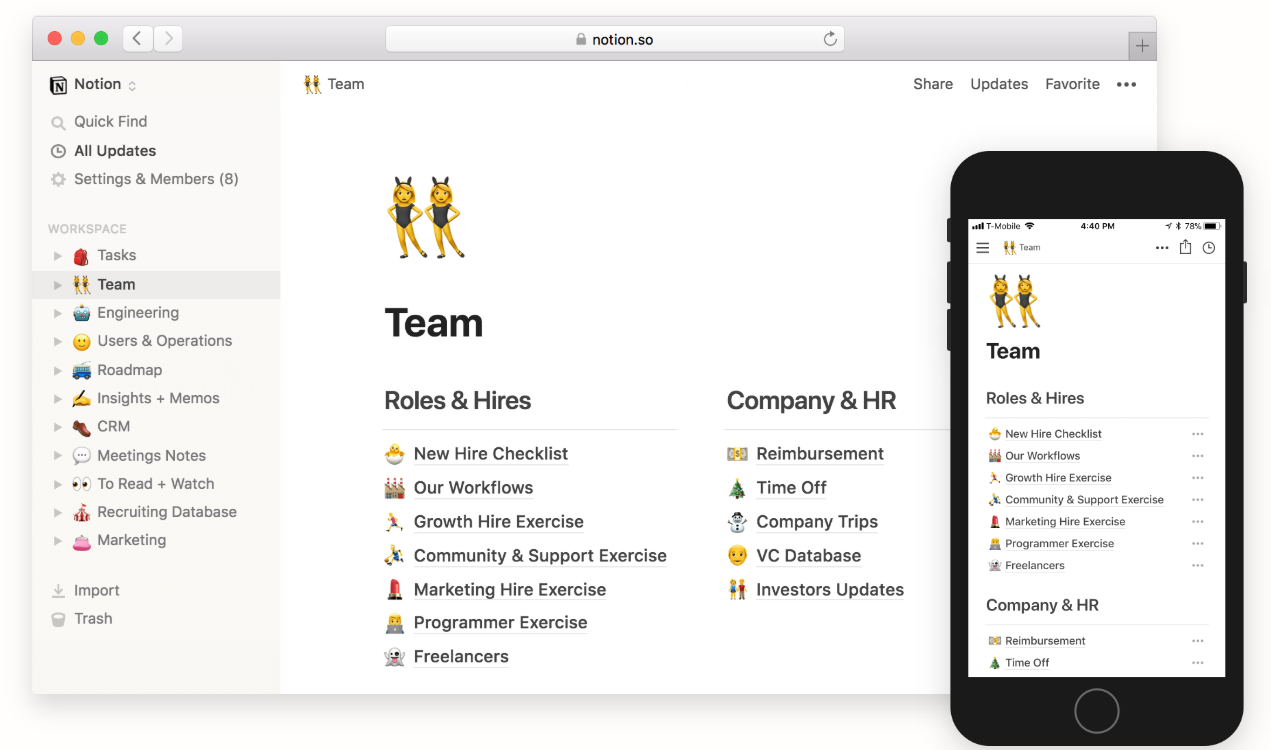 notion.so
Notion
Quick Find
All Updates
Settings & Members (8)
WORKSPACE
Tasks
Team
Engineering
Users & Operations
Roadmap
Insights + Memos
CRM
Meetings Notes
To Read + Watch
Recruiting Database
Marketing
Import
Trash
Team
Share Updates Favorite
Team
Roles & Hires
New Hire Checklist
Our Workflows
Growth Hire Exercise
Community & Support Exercise
Marketing Hire Exercise
Programmer Exercise
Freelancers
Company & HR
Reimbursement
Time Off
Company Trips
VC Database
Investors Updates
T-Mobile 4:40 PM 78%
Team
Team
Roles & Hires
New Hire Checklist
Our Workflows
Growth Hire Exercise
Community & Support Exercise
Marketing Hire Exercise
Programmer Exercise
Freelancers
Company & HR
Reimbursement
Time Off